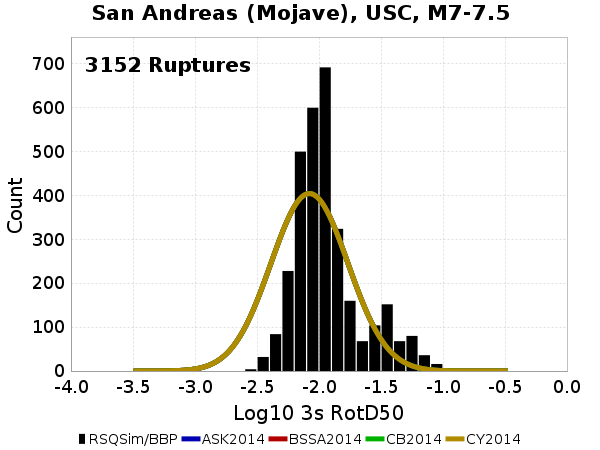 San Andreas (Mojave), USC, M7-7.5
3152 Ruptures
Count
700
600
500
400
300
200
100
0
-4.0 -3.5 -3.0 -2.5 -2.0 -1.5 -1.0 -0.5 0.0
Log10 3s RotD50
RSQSim/BBP ASK2014 BSSA2014 CB2014 CY2014